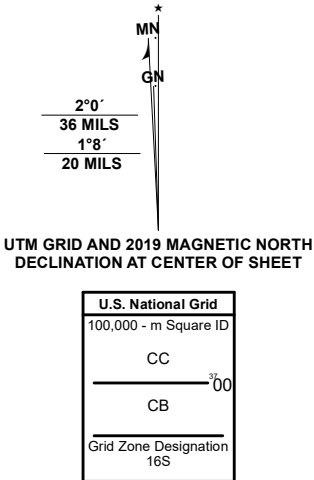 MN
GN
2°0´
36 MILS
1°8´
20 MILS
UTM GRID AND 2019 MAGNETIC NORTH
DECLINATION AT CENTER OF SHEET
U.S. National Grid
100,000 - m Square ID
CC
3700
CB
Grid Zone Designation
16S